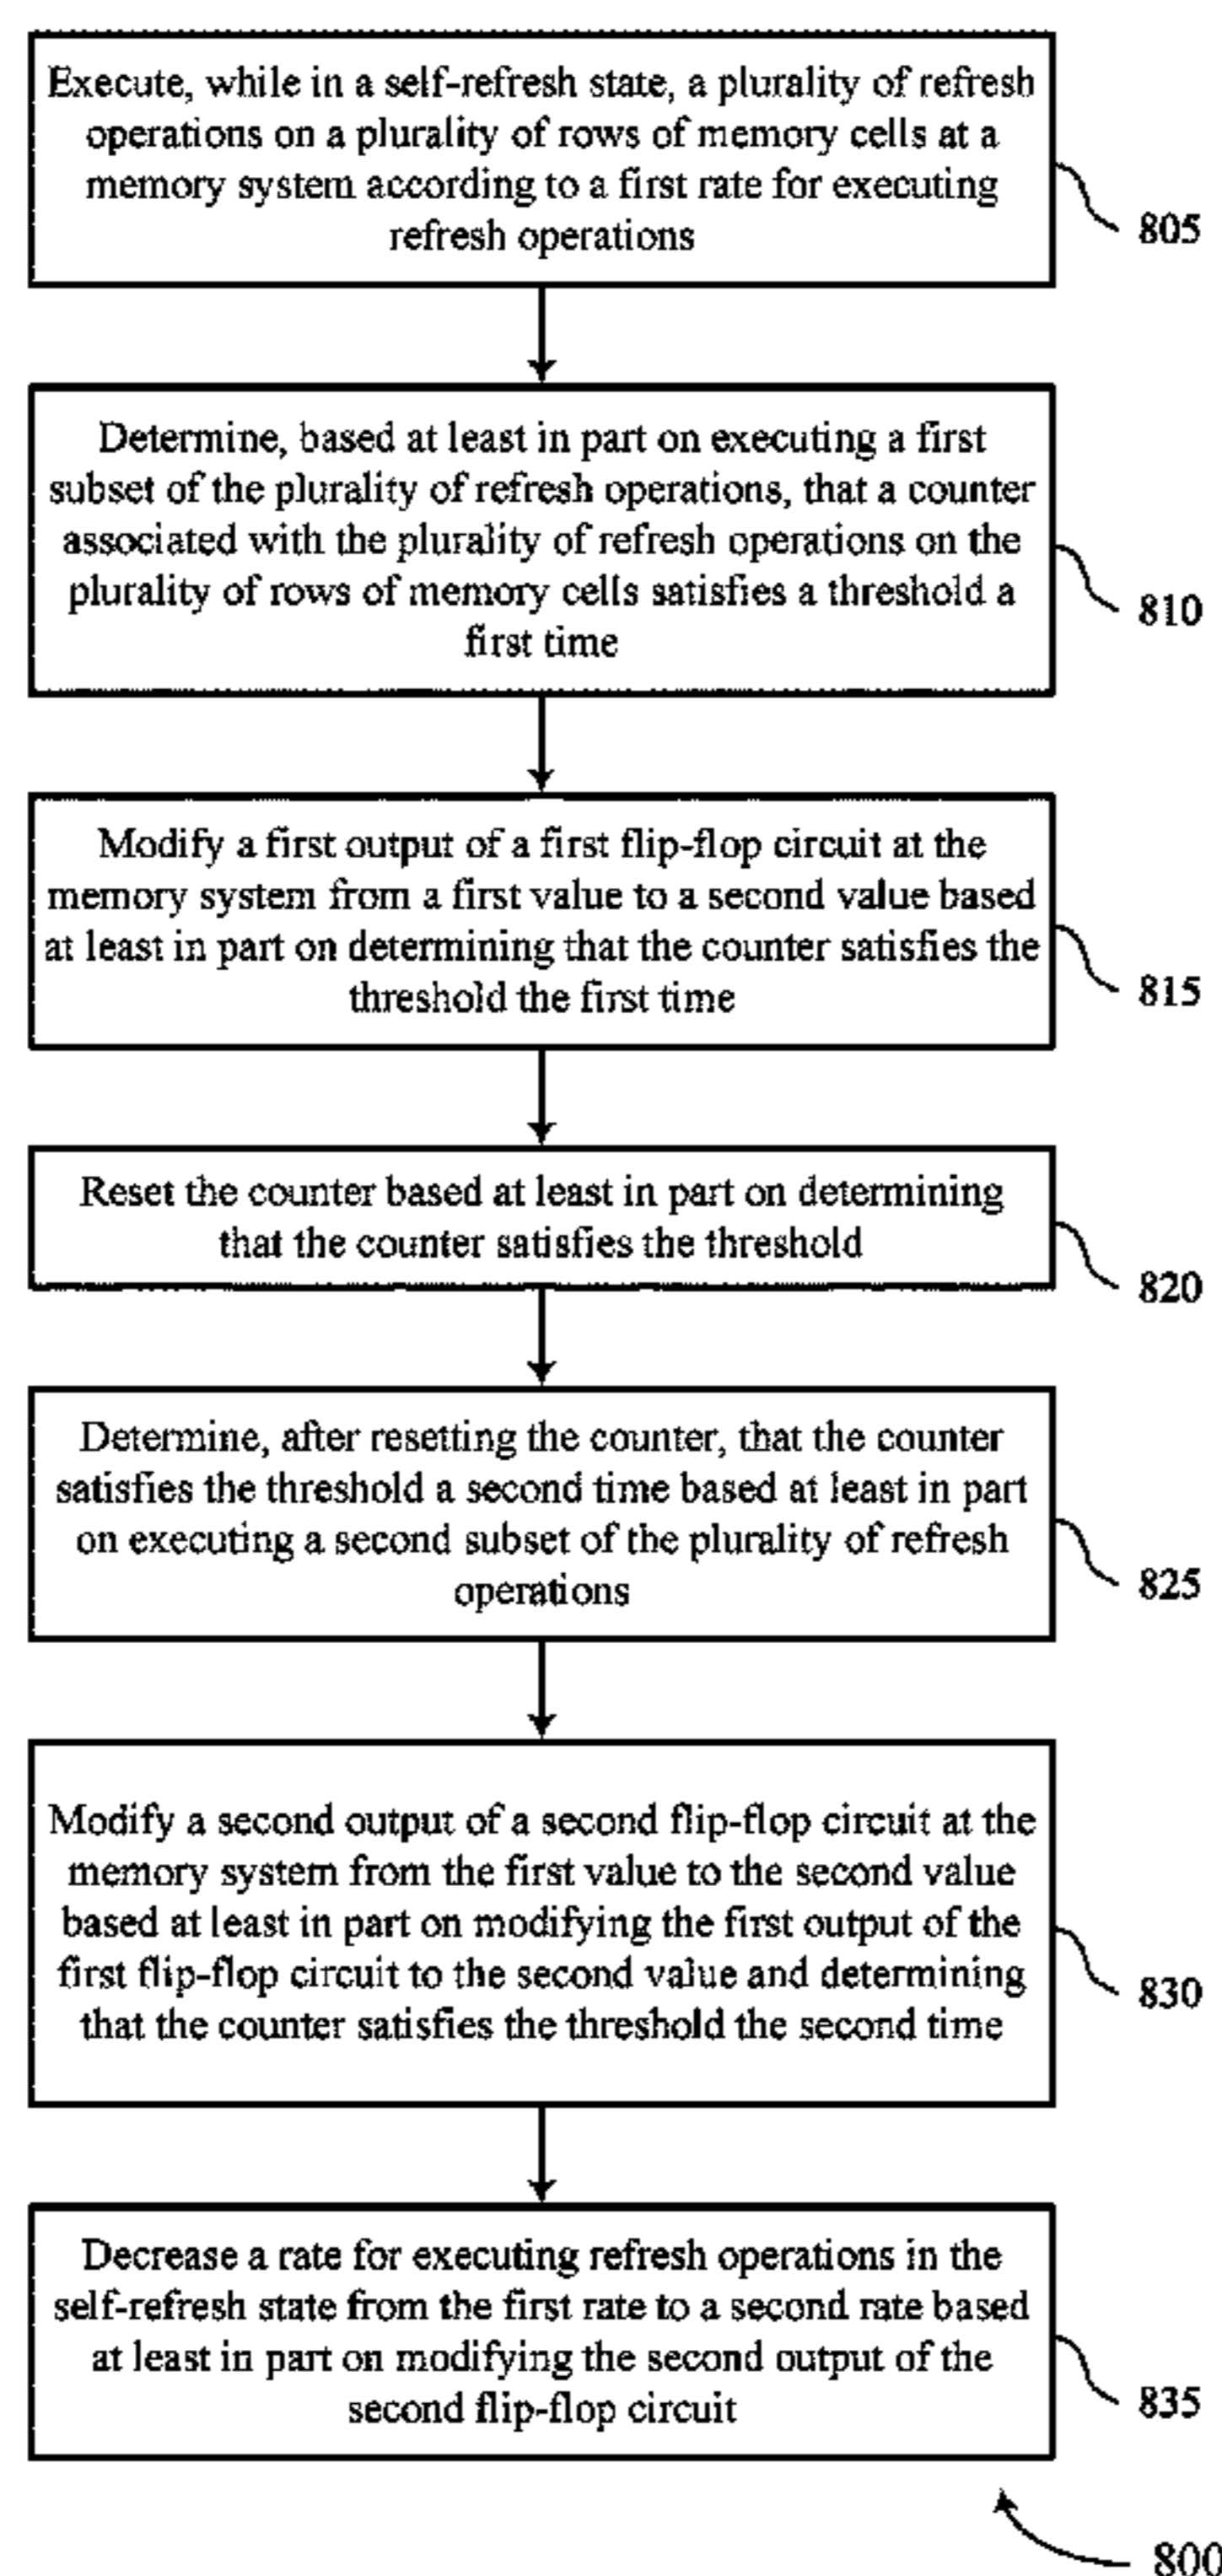 Execute, while in a self-refresh state, a plurality of refresh
operations on a plurality of rows of memory cells at a
memory system according to a first rate for executing
refresh operations
805
Determine, based at least in part on executing a first
subset of the plurality of refresh operations, that a counter
associated with the plurality of refresh operations on the
plurality of rows of memory cells satisfies a threshold a
first time
810
Modify a first output of a first flip-flop circuit at the
memory system from a first value to a second value based
at least in part on determining that the counter satisfies the
threshold the first time
815
Reset the counter based at least in part on determining
that the counter satisfies the threshold
820
Determine, after resetting the counter, that the counter
satisfies the threshold a second time based at least in part
on executing a second subset of the plurality of refresh
operations
825
Modify a second output of a second flip-flop circuit at the
memory system from the first value to the second value
based at least in part on modifying the first output of the
first flip-flop circuit to the second value and determining
that the counter satisfies the threshold the second time
830
Decrease a rate for executing refresh operations in the
self-refresh state from the first rate to a second rate based
at least in part on modifying the second output of the
second flip-flop circuit
835
800